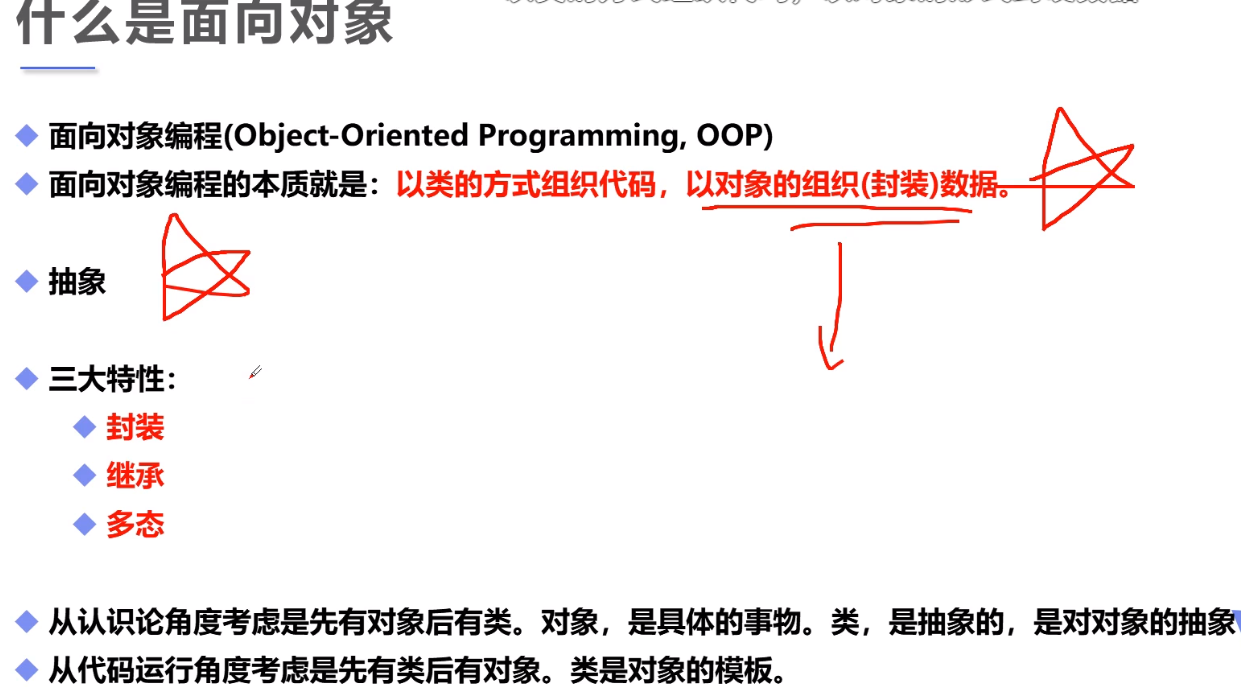 什么是面向对象
面向对象编程(Object-Oriented Programming, OOP)
面向对象编程的本质就是：以类的方式组织代码，以对象的组织(封装)数据。
抽象
三大特性：
封装
继承
多态
从认识论角度考虑是先有对象后有类。对象，是具体的事物。类，是抽象的，是对对象的抽象
从代码运行角度考虑是先有类后有对象。类是对象的模板。